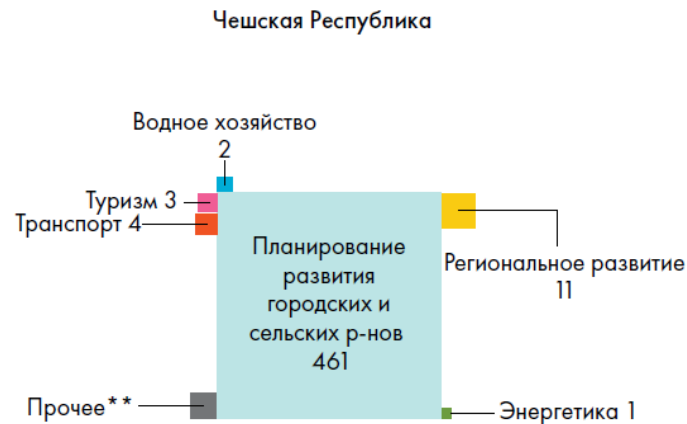 Чешская Республика
Водное хозяйство
2
Туризм 3
Транспорт 4
Планирование
развития
городских и
сельских р-нов
461
Региональное развитие
11
Прочее**
Энергетика 1